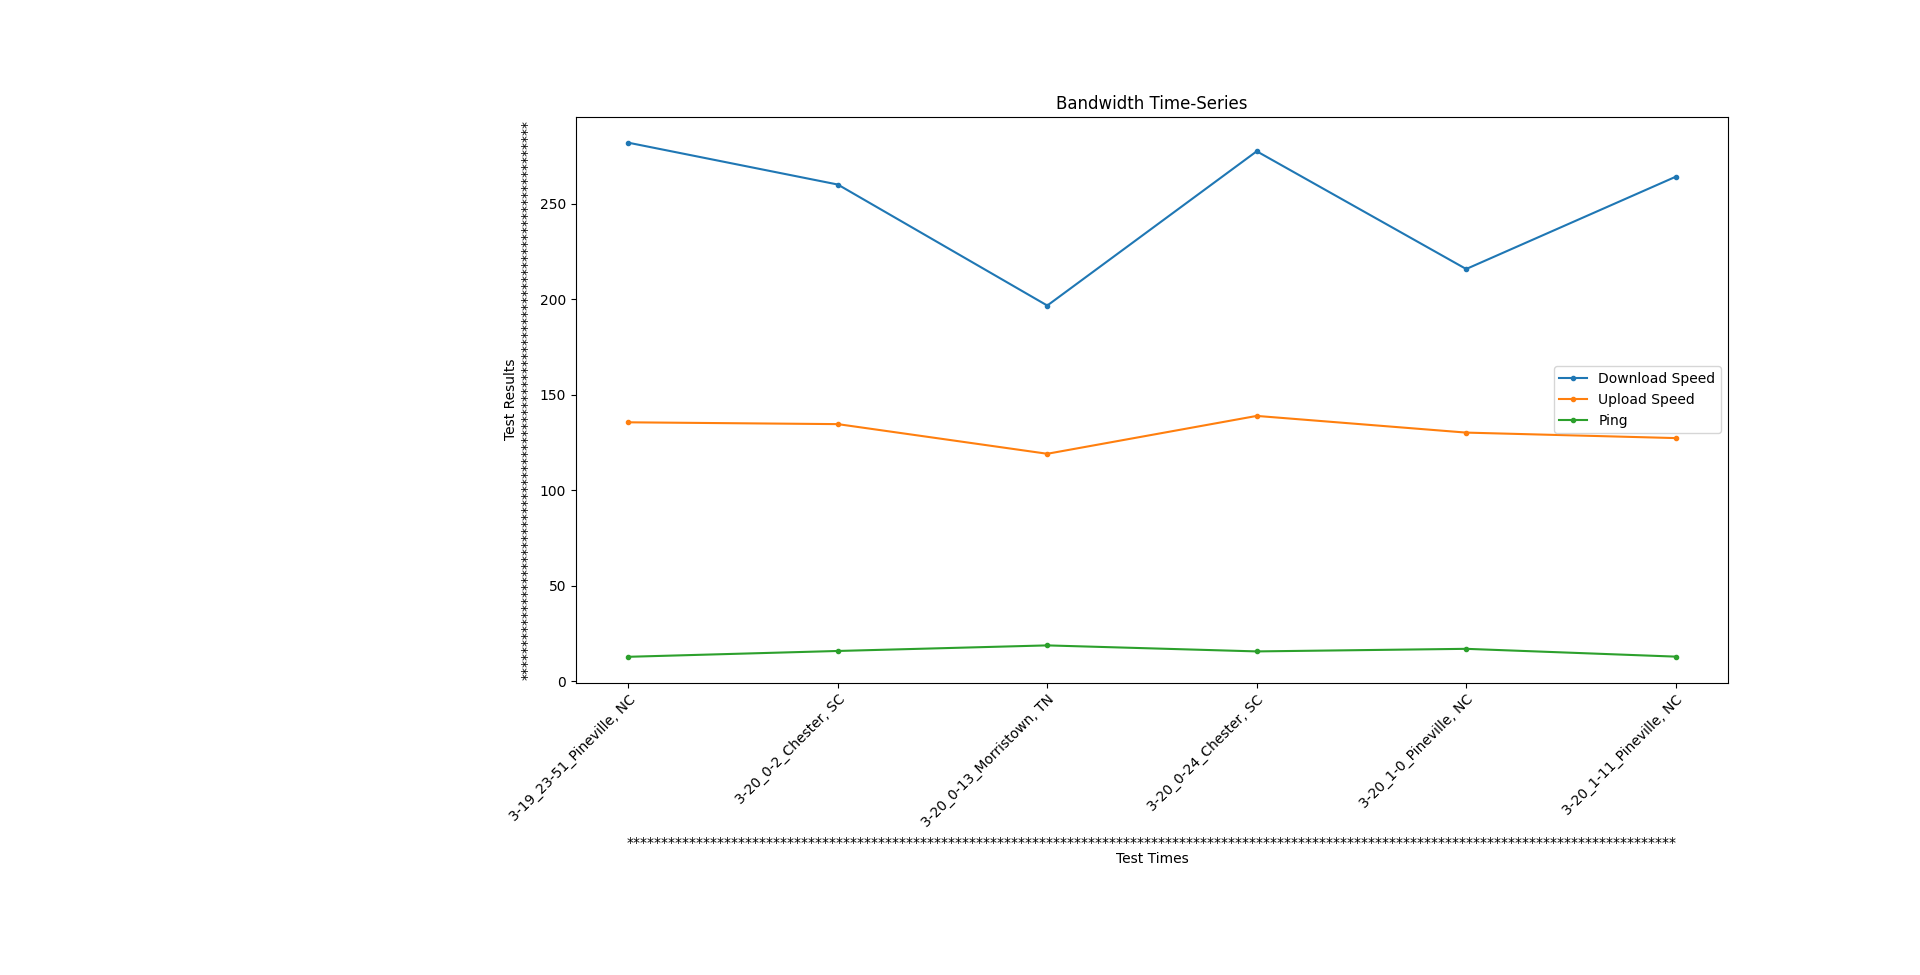 Bandwidth Time-Series
Test Results
250
200
150
100
50
0
Download Speed
Upload Speed
Ping
3-19_23-51_Pineville, NC
3-20_0-2_Chester, SC
3-20_0-13_Morristown, TN
3-20_0-24_Chester, SC
3-20_1-0_Pineville, NC
3-20_1-11_Pineville, NC
Test Times